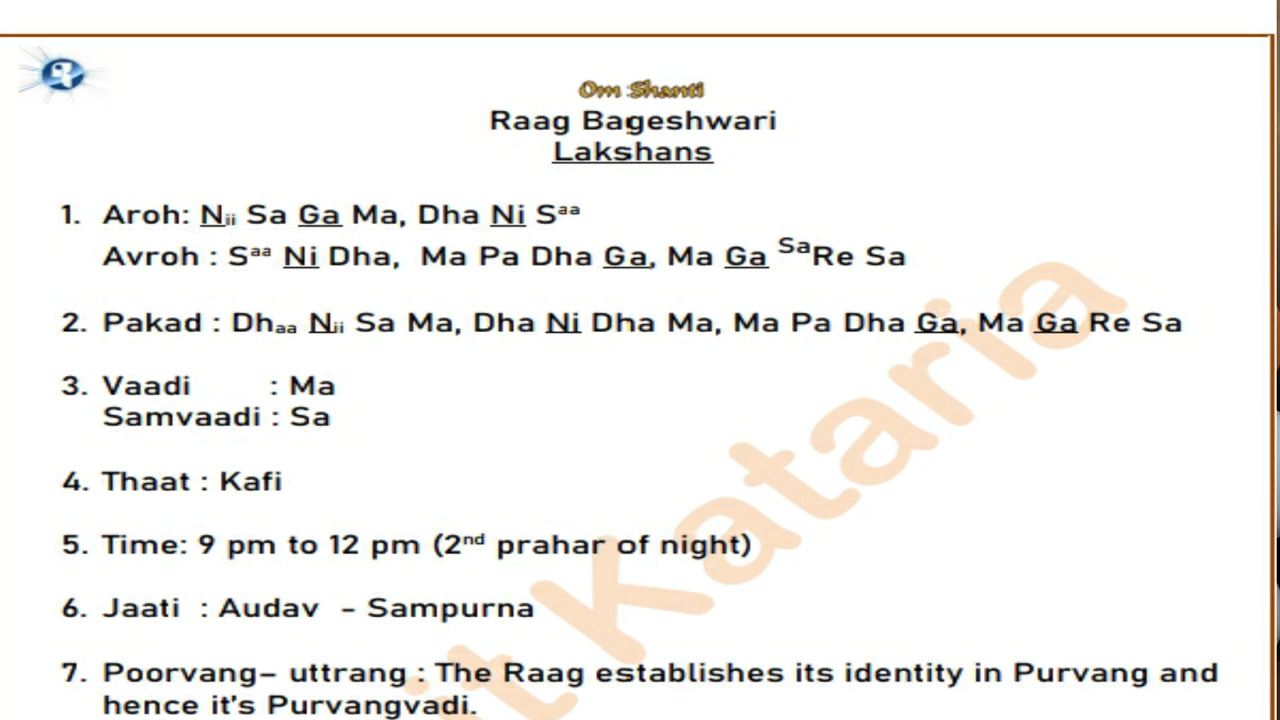 Om Shanti
Raag Bageshwari
Lakshans
1. Aroh: Nᵢᵢ Sa Ga Ma, Dha Ni Sᵃᵃ
Avroh : Sᵃᵃ Ni Dha, Ma Pa Dha Ga, Ma Ga ˢᵃRe Sa
2. Pakad : Dhₐₐ Nᵢᵢ Sa Ma, Dha Ni Dha Ma, Ma Pa Dha Ga, Ma Ga Re Sa
3. Vaadi : Ma
Samvaadi : Sa
4. Thaat : Kafi
5. Time: 9 pm to 12 pm (2ⁿᵈ prahar of night)
6. Jaati : Audav - Sampurna
7. Poorvang– uttrang : The Raag establishes its identity in Purvang and
hence it's Purvangvadi.
Kataria